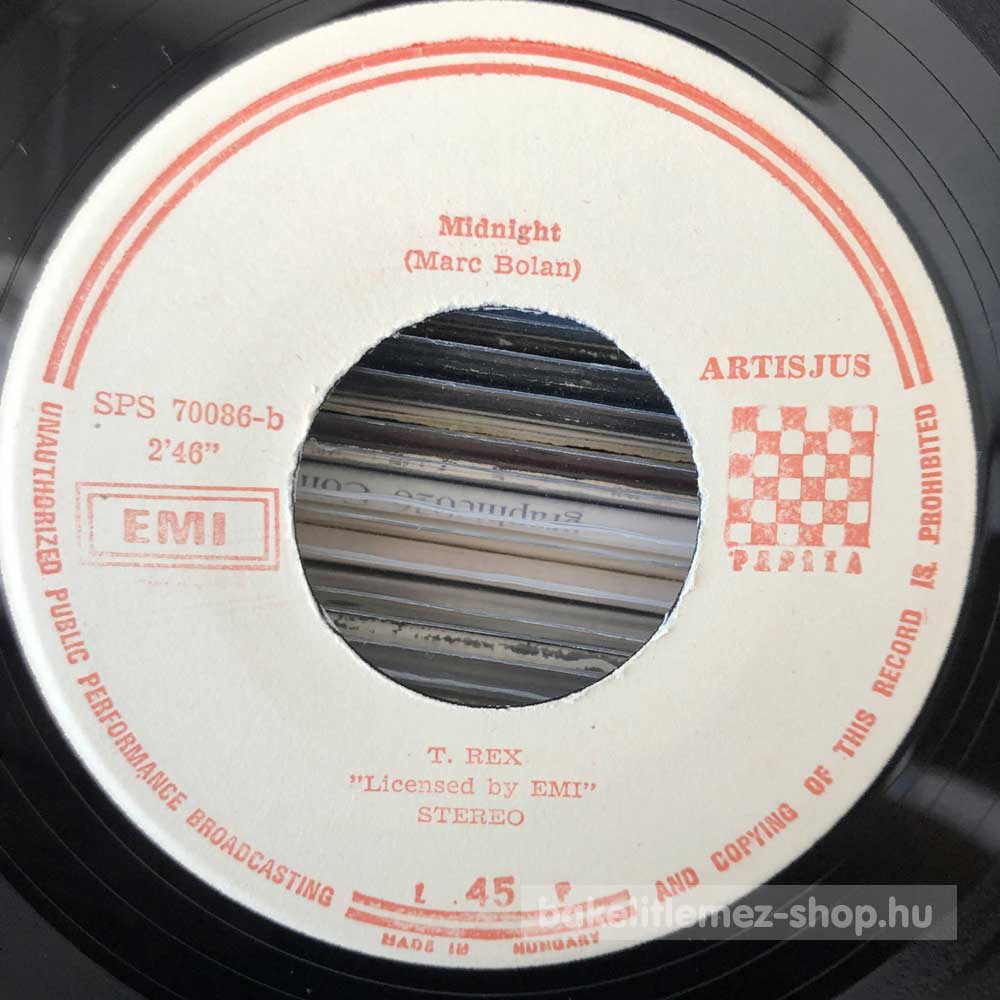 Midnight
(Marc Bolan)
ARTISJUS
SPS 70086-b
2'46"
EMI
PEPITA
T. REX
"Licensed by EMI"
STEREO
45
UNAUTHORIZED PUBLIC PERFORMANCE BROADCASTING AND COPYING OF THIS RECORD IS PROHIBITED
MADE IN HUNGARY
bakelitlemez-shop.hu